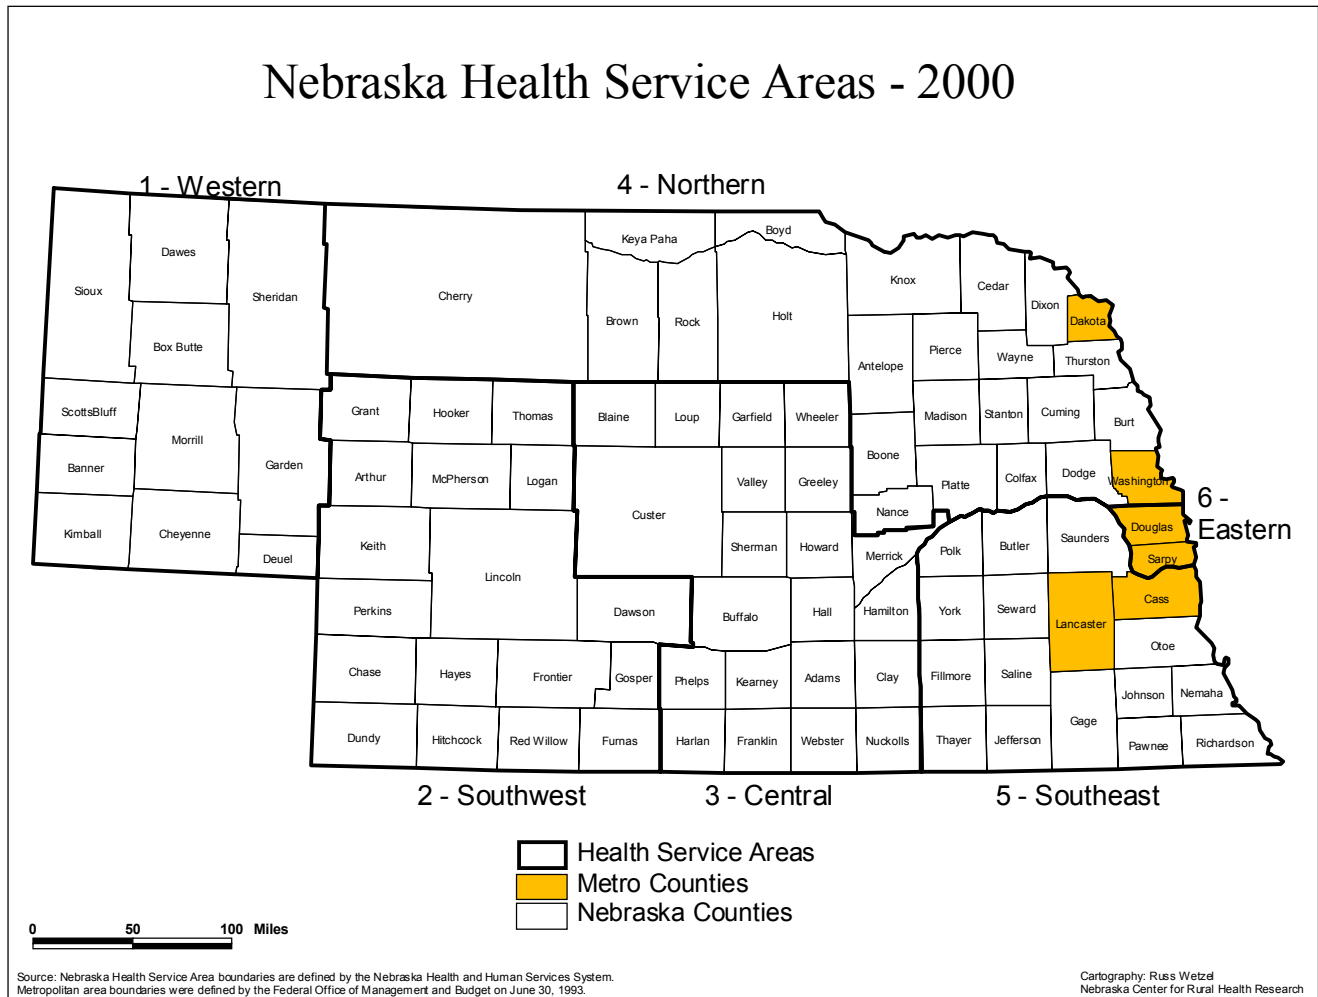 Nebraska Health Service Areas - 2000
1 - Western
4 - Northern
Sioux
Dawes
Sheridan
Box Butte
ScottsBluff
Morrill
Garden
Banner
Kimball
Cheyenne
Deuel
Cherry
Keya Paha
Boyd
Brown
Rock
Holt
Knox
Cedar
Dixon
Dakota
Antelope
Pierce
Wayne
Thurston
Madison
Stanton
Cuming
Burt
Boone
Platte
Colfax
Dodge
Washington
Nance
Grant
Hooker
Thomas
Arthur
McPherson
Logan
Keith
Lincoln
Perkins
Dawson
Chase
Hayes
Frontier
Gosper
Dundy
Hitchcock
Red Willow
Furnas
Blaine
Loup
Garfield
Wheeler
Custer
Valley
Greeley
Sherman
Howard
Merrick
Buffalo
Hall
Hamilton
Phelps
Kearney
Adams
Clay
Harlan
Franklin
Webster
Nuckolls
Polk
Butler
Saunders
York
Seward
Lancaster
Cass
Otoe
Fillmore
Saline
Gage
Johnson
Nemaha
Thayer
Jefferson
Pawnee
Richardson
Douglas
Sarpy
6 -
Eastern
2 - Southwest
3 - Central
5 - Southeast
Health Service Areas
Metro Counties
Nebraska Counties
0 50 100 Miles
Source: Nebraska Health Service Area boundaries are defined by the Nebraska Health and Human Services System.
Metropolitan area boundaries were defined by the Federal Office of Management and Budget on June 30, 1993.
Cartography: Russ Wetzel
Nebraska Center for Rural Health Research